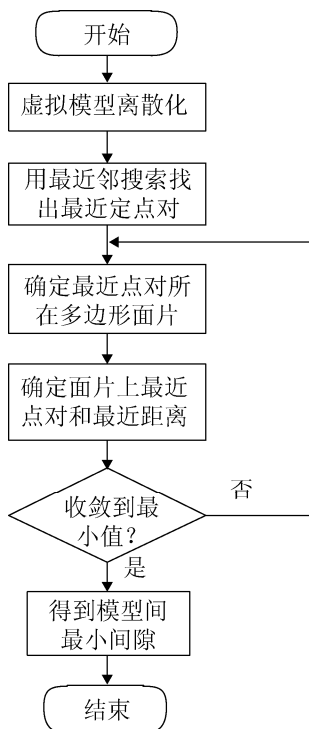 开始
虚拟模型离散化
用最近邻搜索找
出最近定点对
确定最近点对所
在多边形面片
确定面片上最近
点对和最近距离
收敛到最
小值?
否
是
得到模型间
最小间隙
结束